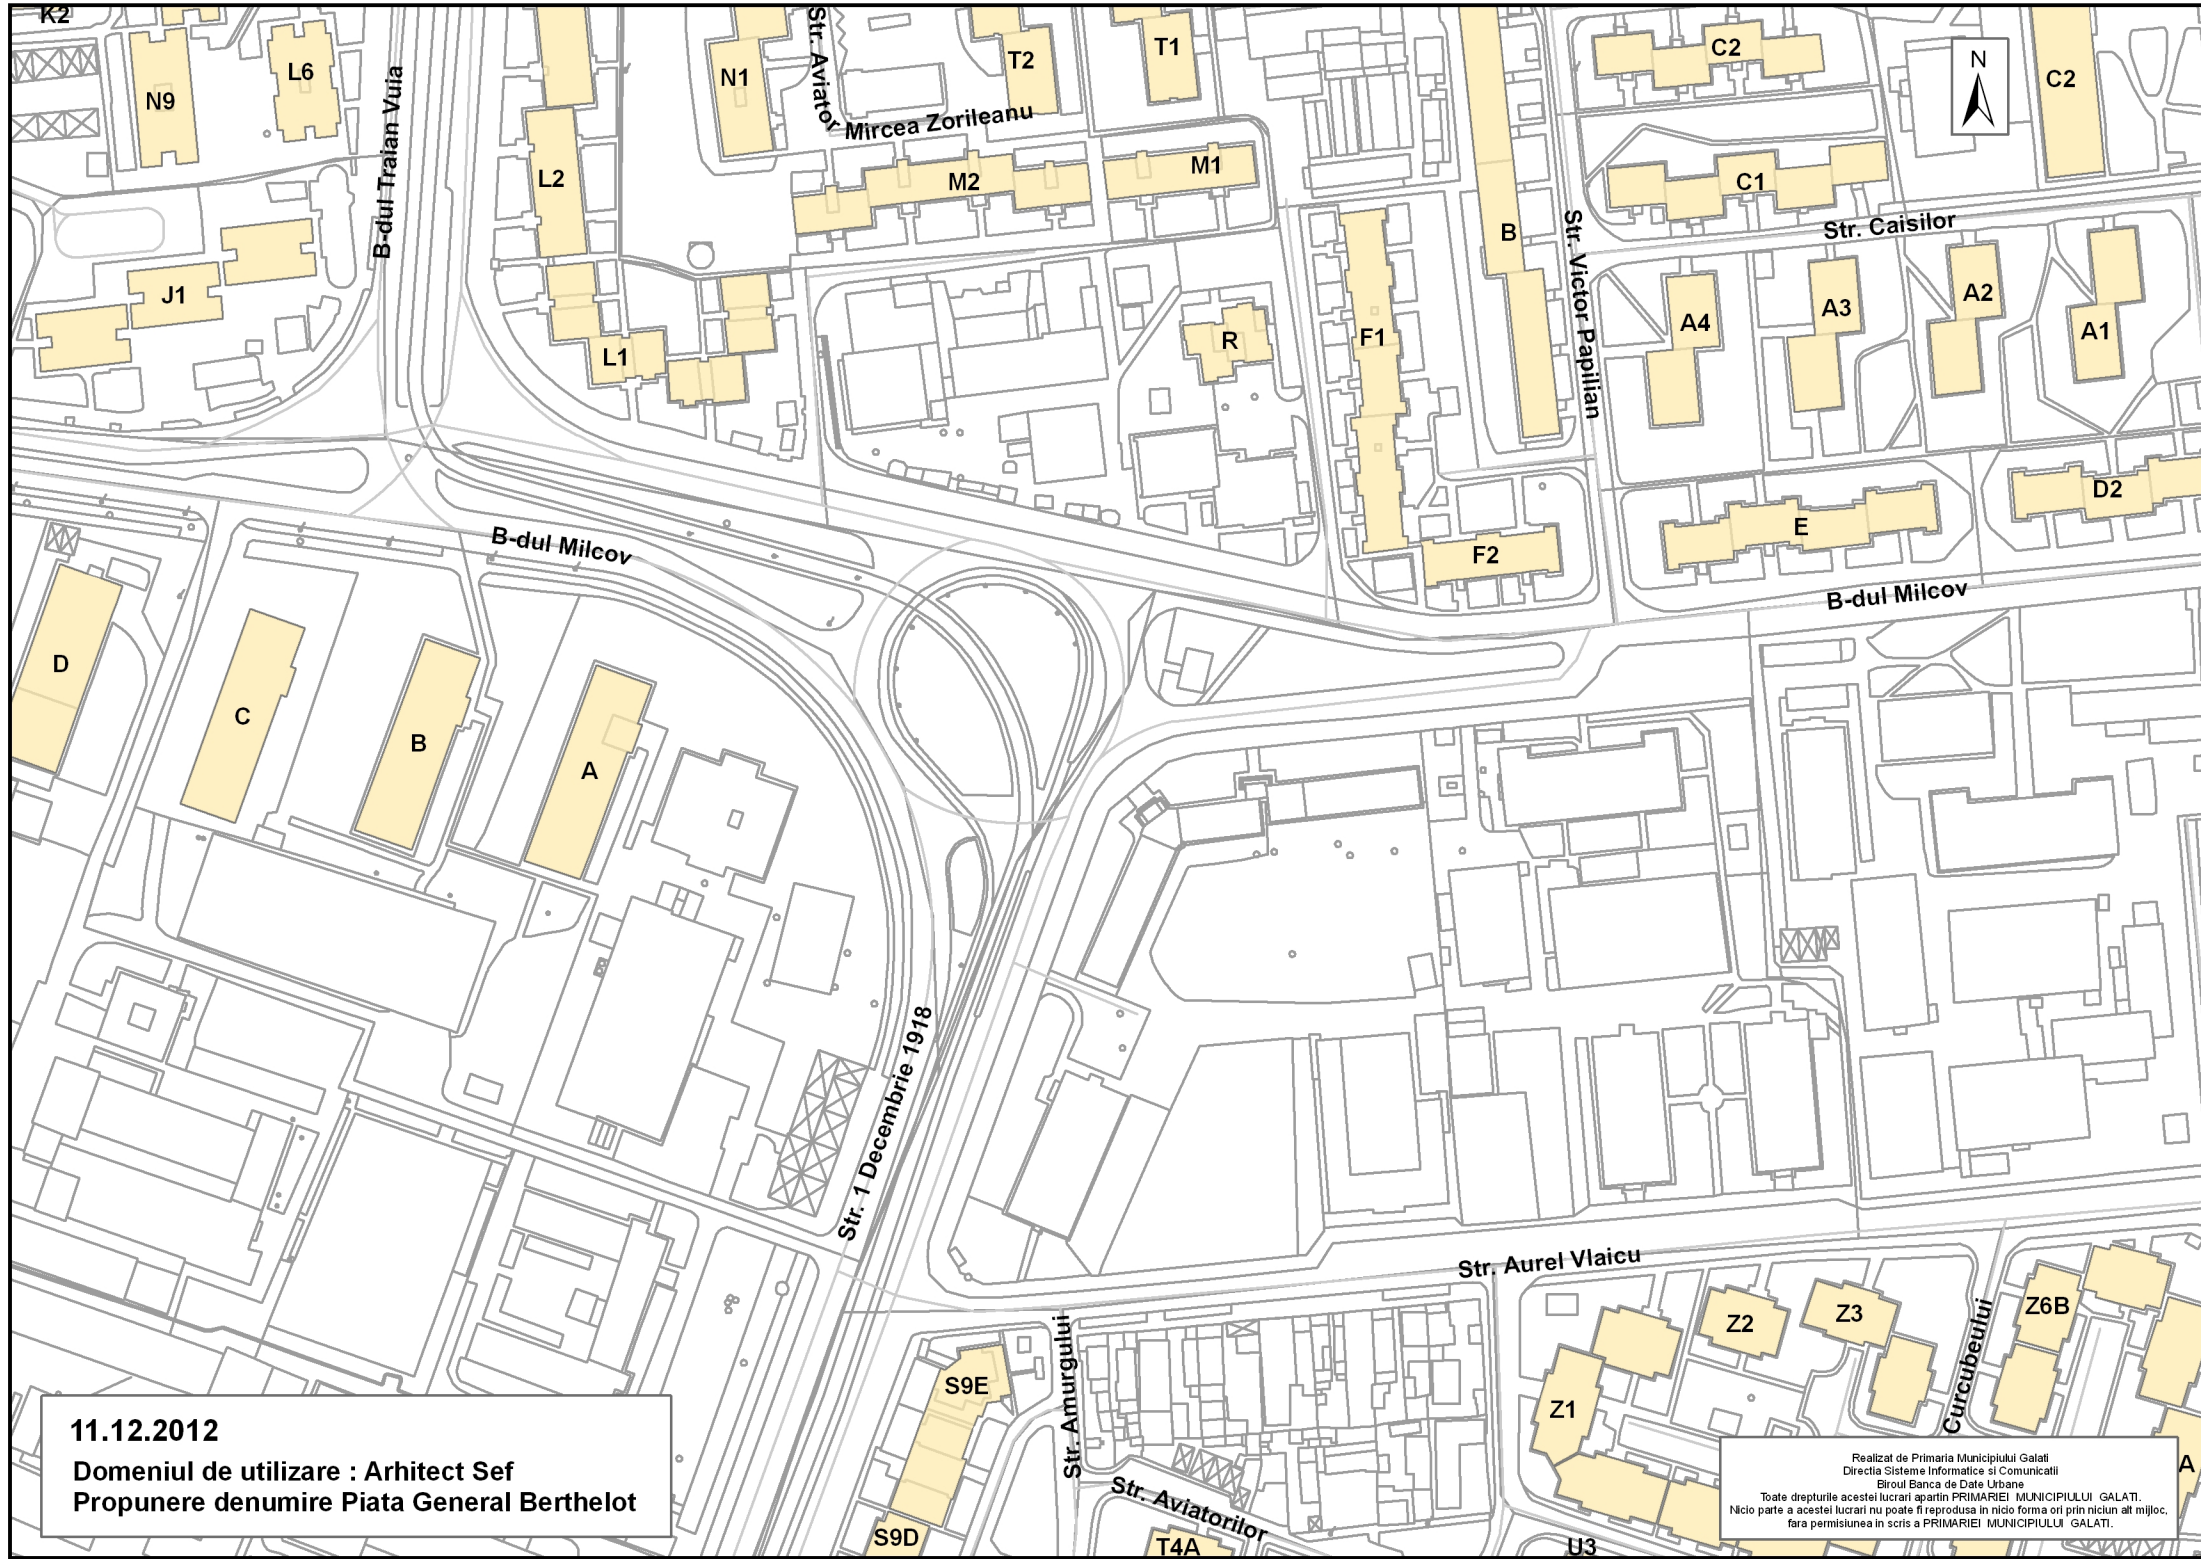 K2
N9
L6
B-dul Traian Vuia
L2
N1
Str. Aviator
Mircea Zorileanu
T2
T1
M2
M1
C2
N
C2
C1
Str. Caisilor
B
Str. Victor Papilian
J1
L1
R
F1
A4
A3
A2
A1
D2
E
F2
B-dul Milcov
B-dul Milcov
D
C
B
A
Str. 1 Decembrie 1918
Str. Aurel Vlaicu
Z2
Z3
Z6B
Curcubeului
Z1
S9E
Str. Amurgului
Str. Aviatorilor
S9D
T4A
U3
A
11.12.2012
Domeniul de utilizare : Arhitect Sef
Propunere denumire Piata General Berthelot
Realizat de Primaria Municipiului Galati
Directia Sisteme Informatice si Comunicatii
Biroul Banca de Date Urbane
Toate drepturile acestei lucrari apartin PRIMARIEI MUNICIPIULUI GALATI.
Nicio parte a acestei lucrari nu poate fi reprodusa in nicio forma ori prin niciun alt mijloc,
fara permisiunea in scris a PRIMARIEI MUNICIPIULUI GALATI.